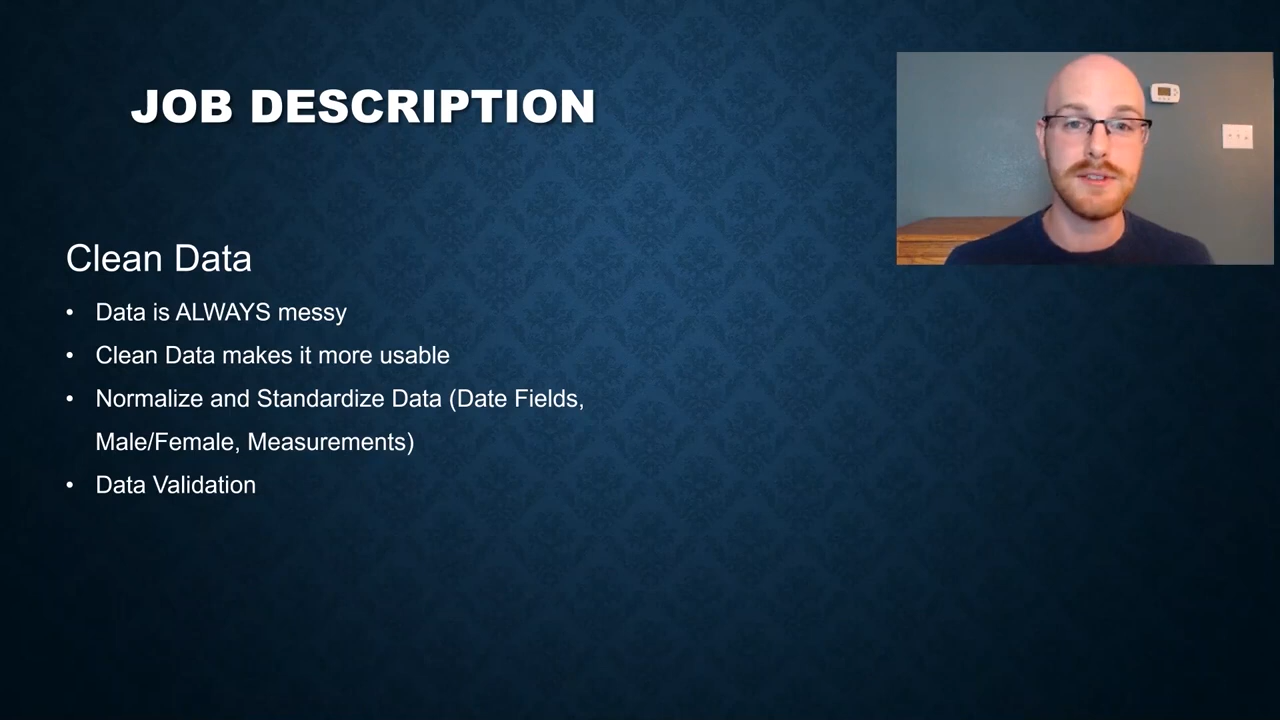 JOB DESCRIPTION
Clean Data
• Data is ALWAYS messy
• Clean Data makes it more usable
• Normalize and Standardize Data (Date Fields,
Male/Female, Measurements)
• Data Validation